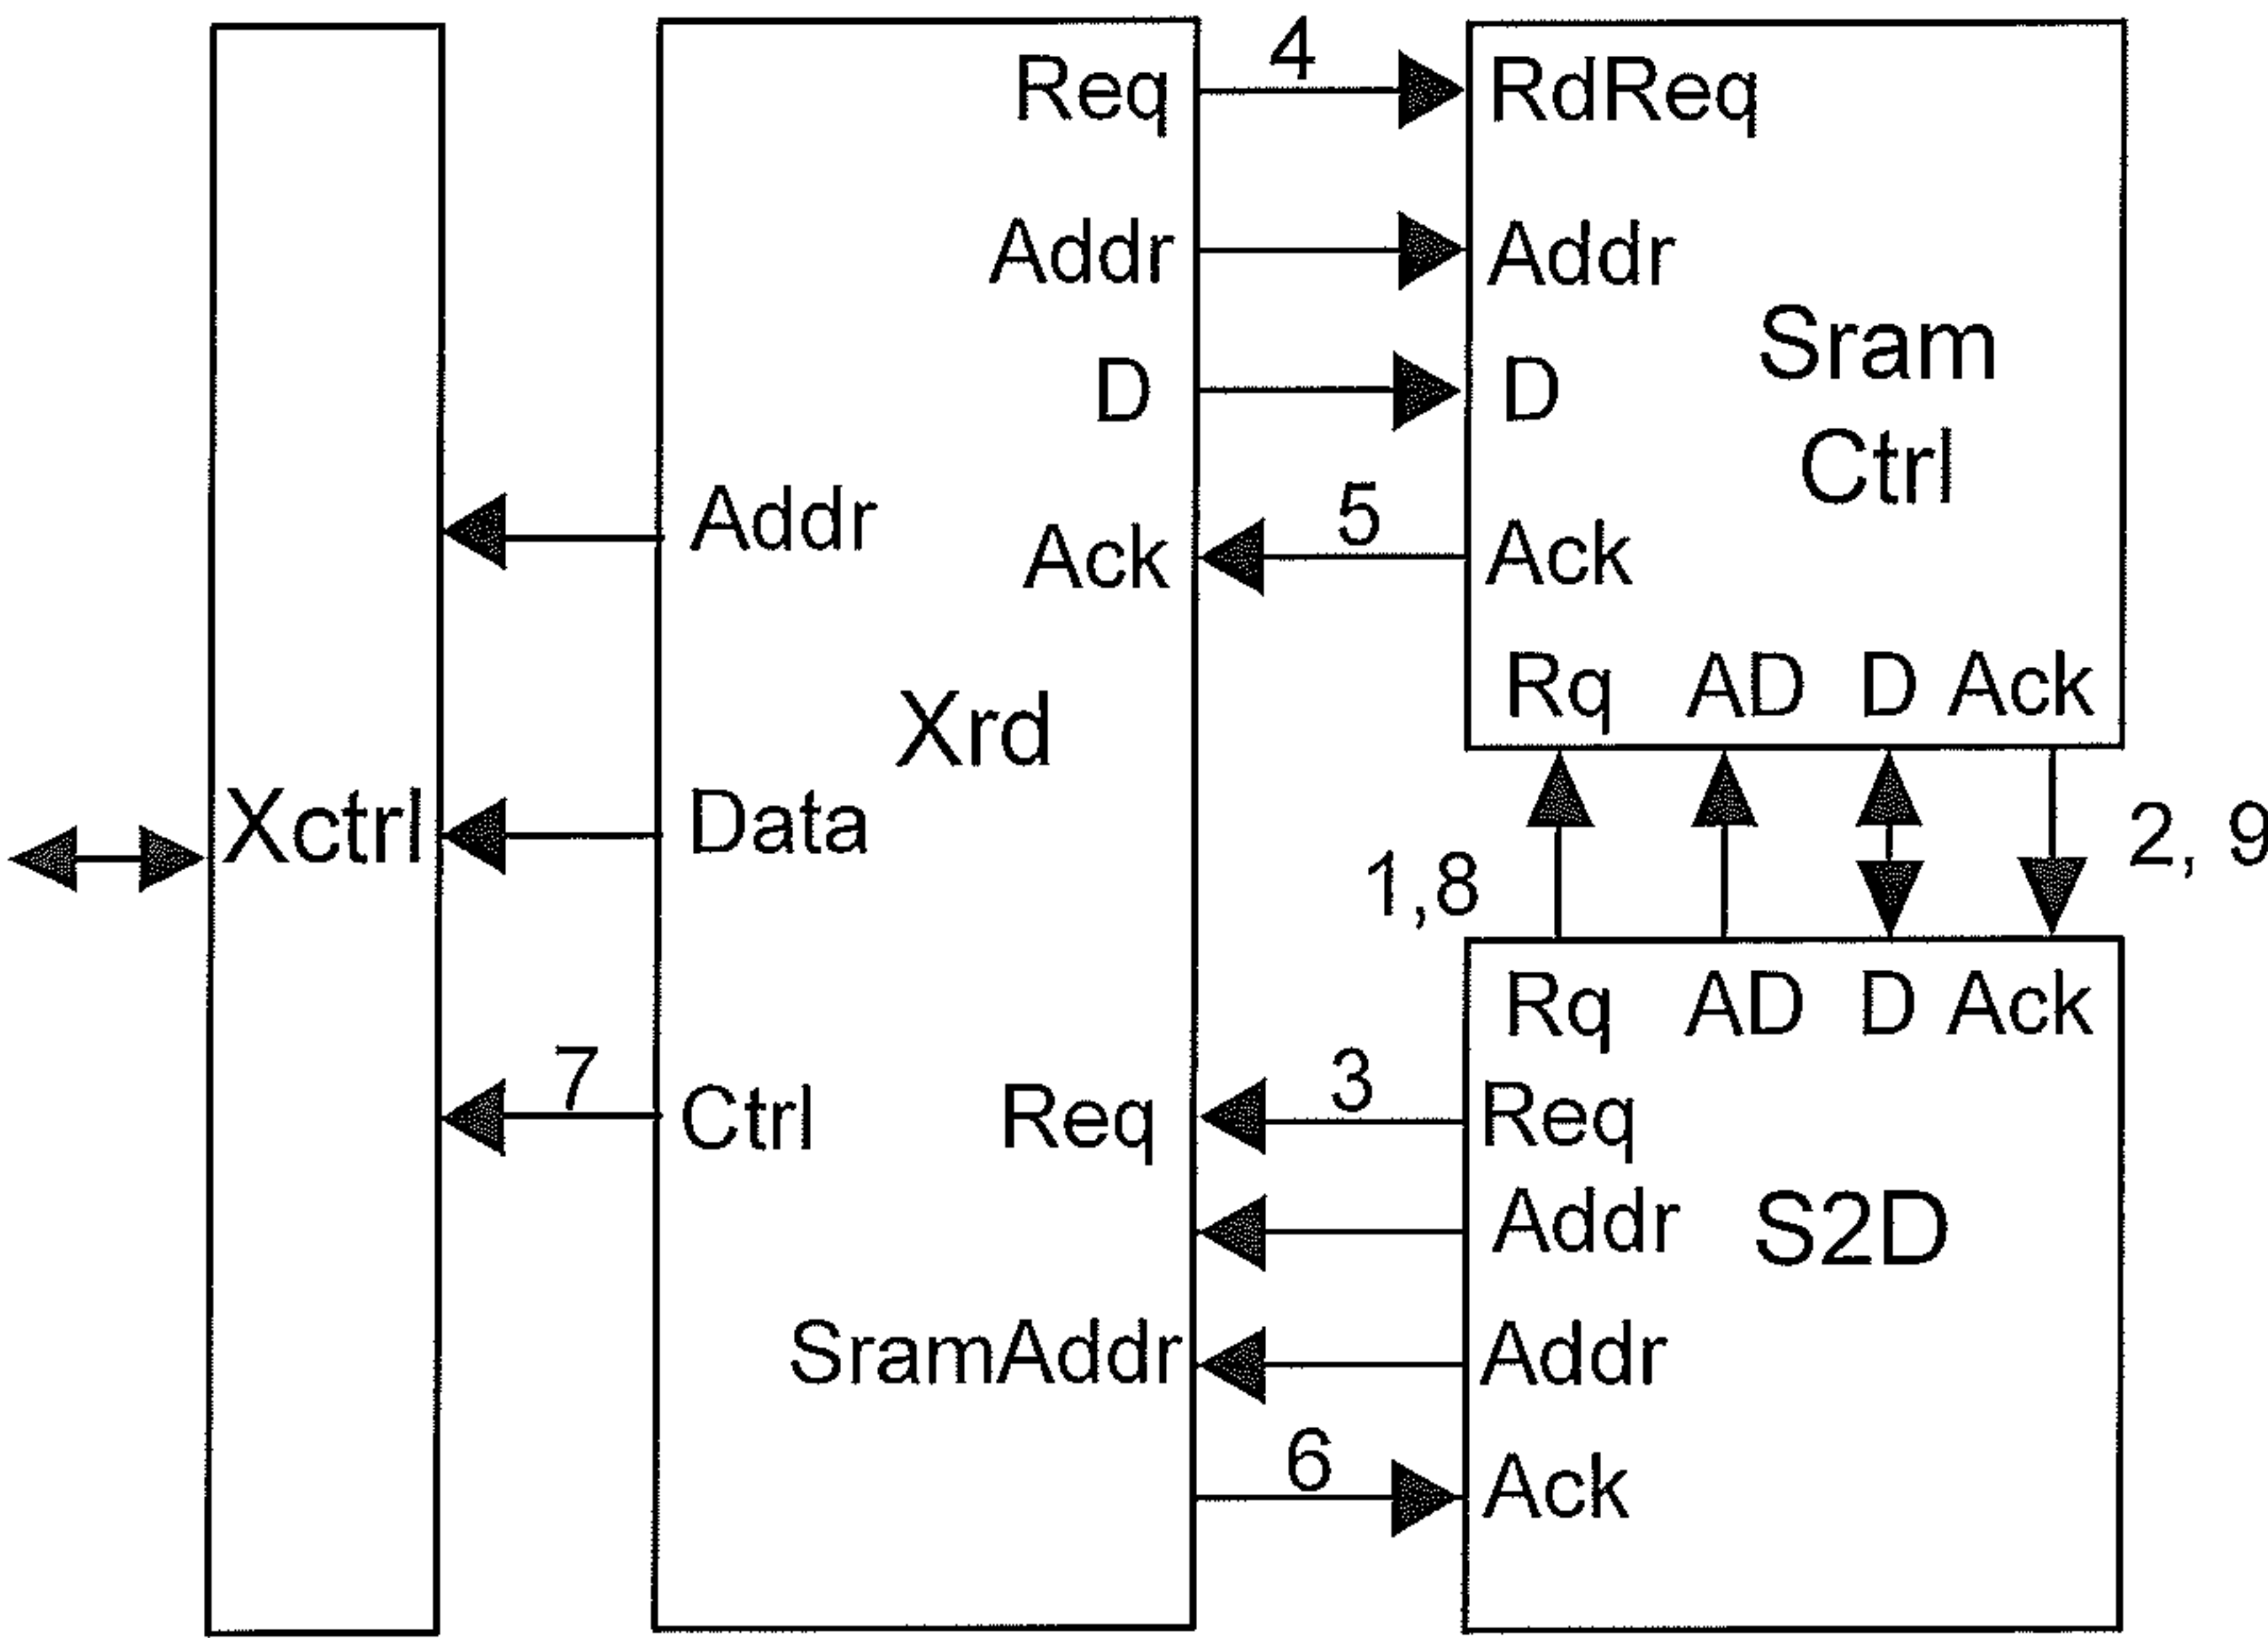 Xctrl
Addr
Data
7
Ctrl
Xrd
Req
Addr
D
Ack
Req
SramAddr
4
5
3
6
RdReq
Addr
D
Ack
Sram
Ctrl
Rq AD D Ack
1,8
2, 9
Rq AD D Ack
Req
Addr
Addr
Ack
S2D